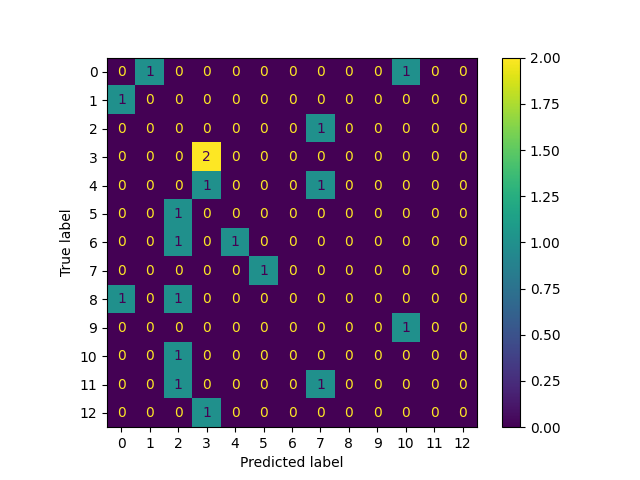 0 0 1 0 0 0 0 0 0 0 0 1 0 0
1 1 0 0 0 0 0 0 0 0 0 0 0 0
2 0 0 0 0 0 0 0 1 0 0 0 0 0
3 0 0 0 2 0 0 0 0 0 0 0 0 0
4 0 0 0 1 0 0 0 1 0 0 0 0 0
5 0 0 1 0 0 0 0 0 0 0 0 0 0
6 0 0 1 0 1 0 0 0 0 0 0 0 0
7 0 0 0 0 0 1 0 0 0 0 0 0 0
8 1 0 1 0 0 0 0 0 0 0 0 0 0
9 0 0 0 0 0 0 0 0 0 0 1 0 0
10 0 0 1 0 0 0 0 0 0 0 0 0 0
11 0 0 1 0 0 0 0 1 0 0 0 0 0
12 0 0 0 1 0 0 0 0 0 0 0 0 0
0 1 2 3 4 5 6 7 8 9 10 11 12
Predicted label
True label
2.00
1.75
1.50
1.25
1.00
0.75
0.50
0.25
0.00